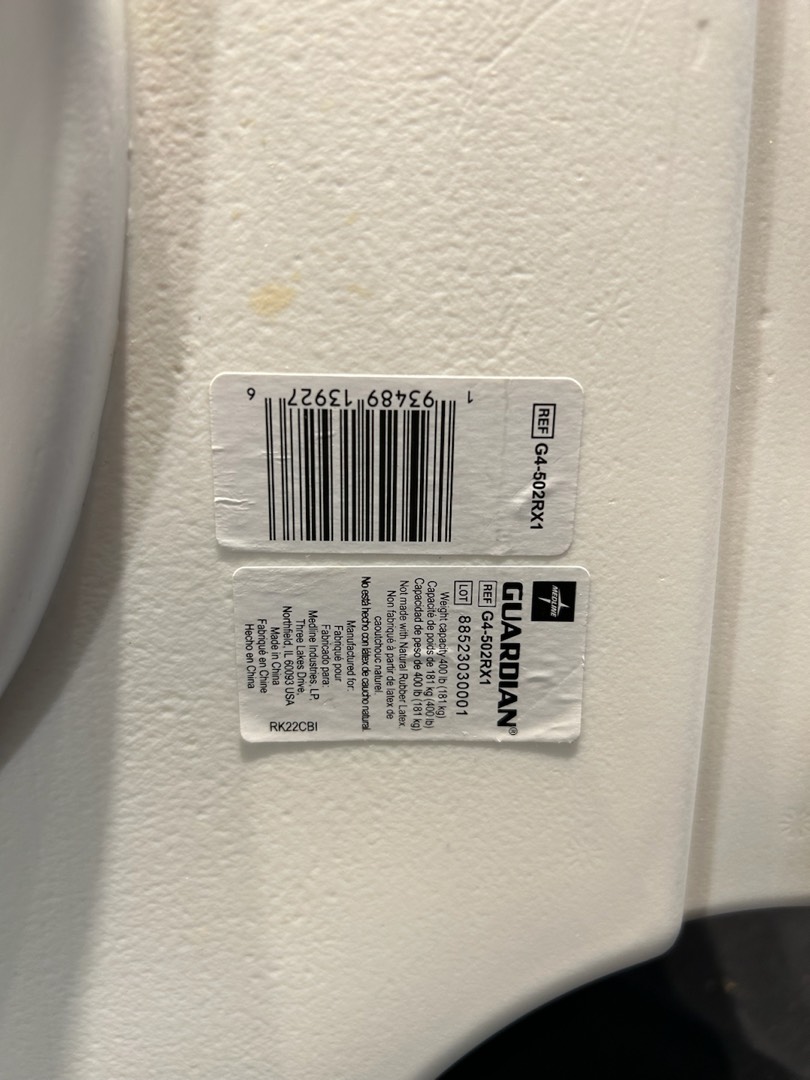 REF G4-502RX1
1 93489 13927 6
MEDLINE
GUARDIAN®
REF G4-502RX1
LOT 88523030001
Weight capacity 400 lb (181 kg)
Capacité de poids de 181 kg (400 lb)
Capacidad de peso de 400 lb (181 kg)
Not made with Natural Rubber Latex
Non fabriqué à partir de latex de
caoutchouc naturel
No está hecho con látex de caucho natural
Manufactured for:
Fabriqué pour
Fabricado para:
Medline Industries, LP
Three Lakes Drive,
Northfield, IL 60093 USA
Made in China
Fabriqué en Chine
Hecho en China
RK22CBI